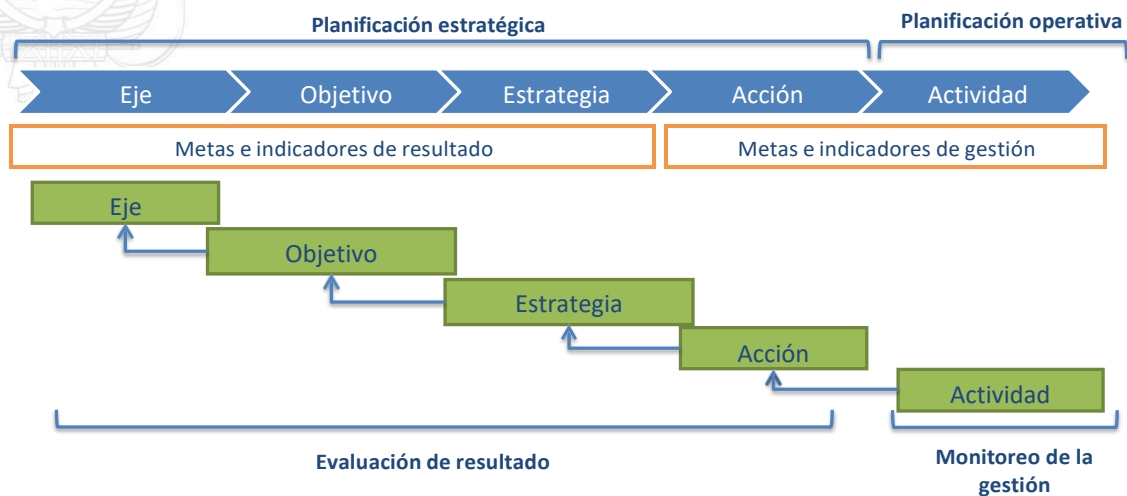 Planificación estratégica
Planificación operativa
Eje
Objetivo
Estrategia
Acción
Actividad
Metas e indicadores de resultado
Metas e indicadores de gestión
Eje
Objetivo
Estrategia
Acción
Actividad
Evaluación de resultado
Monitoreo de la
gestión